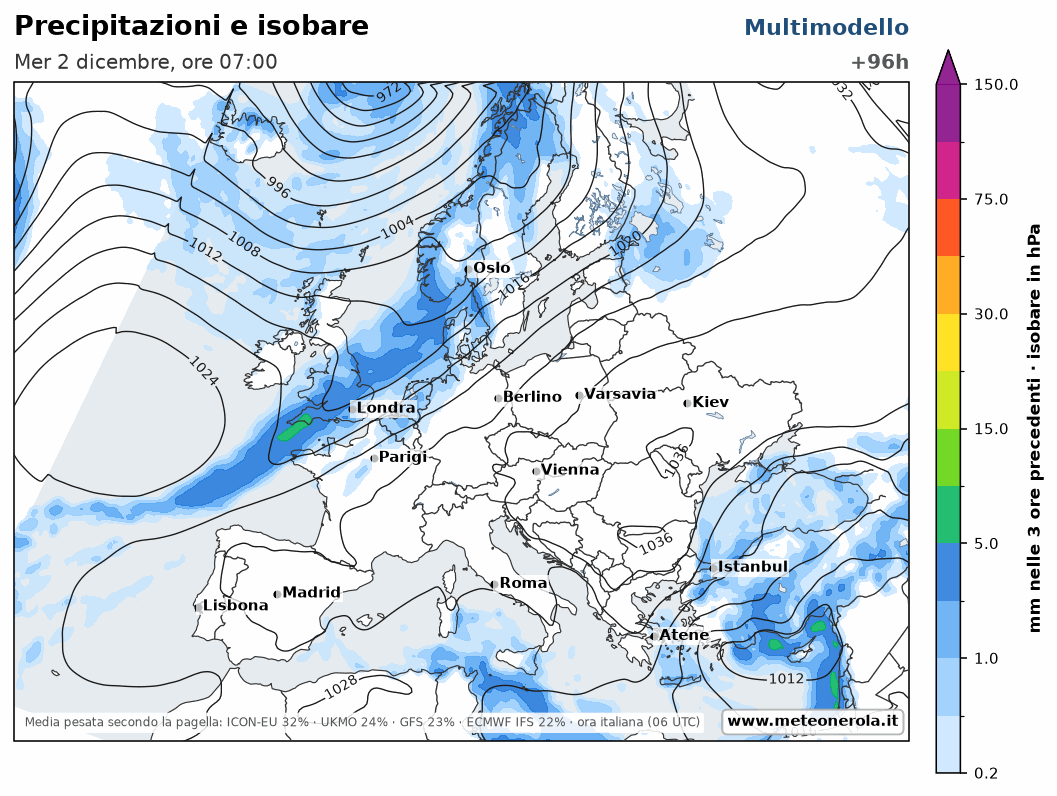 Precipitazioni e isobare
Multimodello
Mer 2 dicembre, ore 07:00
+96h
972
1032
996
1004
1008
1012
1020
1016
Oslo
1024
Londra
Berlino
Varsavia
Kiev
Parigi
Vienna
1036
1036
Istanbul
Roma
Madrid
Lisbona
Atene
1012
1028
Media pesata secondo la pagella: ICON-EU 32% · UKMO 24% · GFS 23% · ECMWF IFS 22% · ora italiana (06 UTC)
www.meteonerola.it
150.0
75.0
30.0
15.0
5.0
1.0
0.2
mm nelle 3 ore precedenti · isobare in hPa